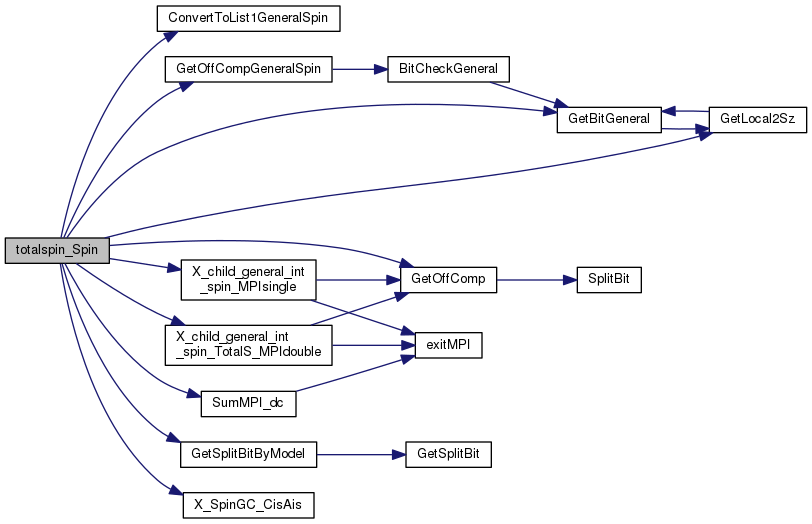 ConvertToList1GeneralSpin
GetOffCompGeneralSpin
BitCheckGeneral
GetBitGeneral
GetLocal2Sz
totalspin_Spin
X_child_general_int
_spin_MPIsingle
GetOffComp
SplitBit
X_child_general_int
_spin_TotalS_MPIdouble
exitMPI
SumMPI_dc
GetSplitBitByModel
GetSplitBit
X_SpinGC_CisAis